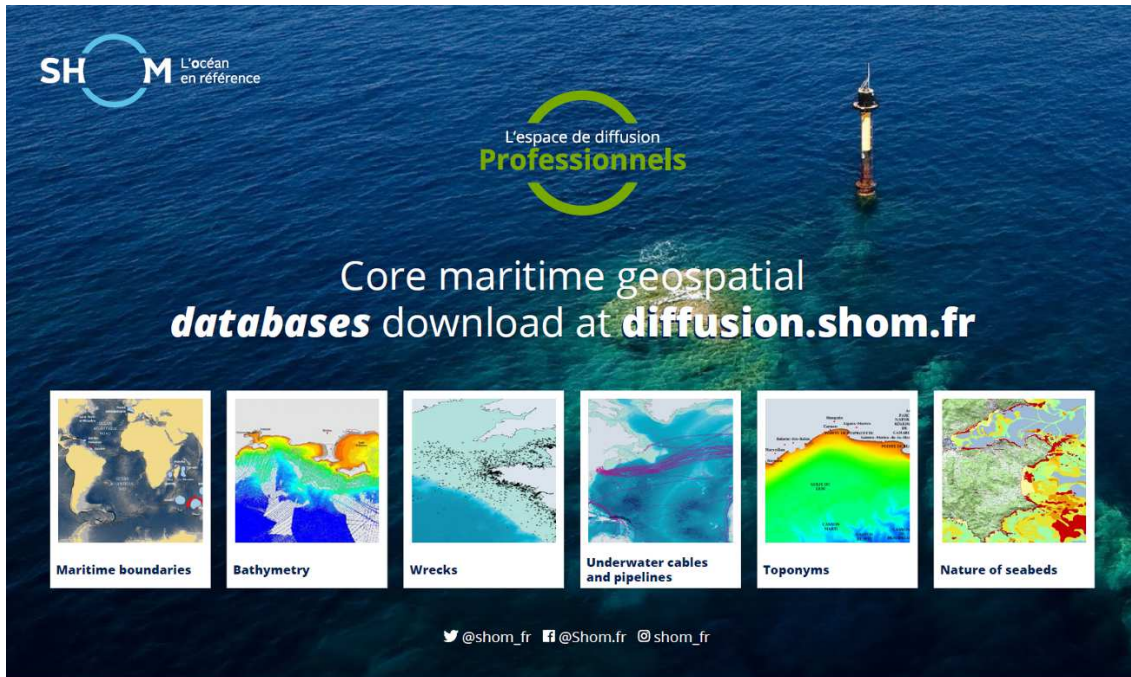 SHOM
L'océan
en référence
L'espace de diffusion
Professionnels
Core maritime geospatial
databases download at diffusion.shom.fr
Maritime boundaries
Bathymetry
Wrecks
Underwater cables
and pipelines
Toponyms
Nature of seabeds
@shom_fr @Shom.fr shom_fr